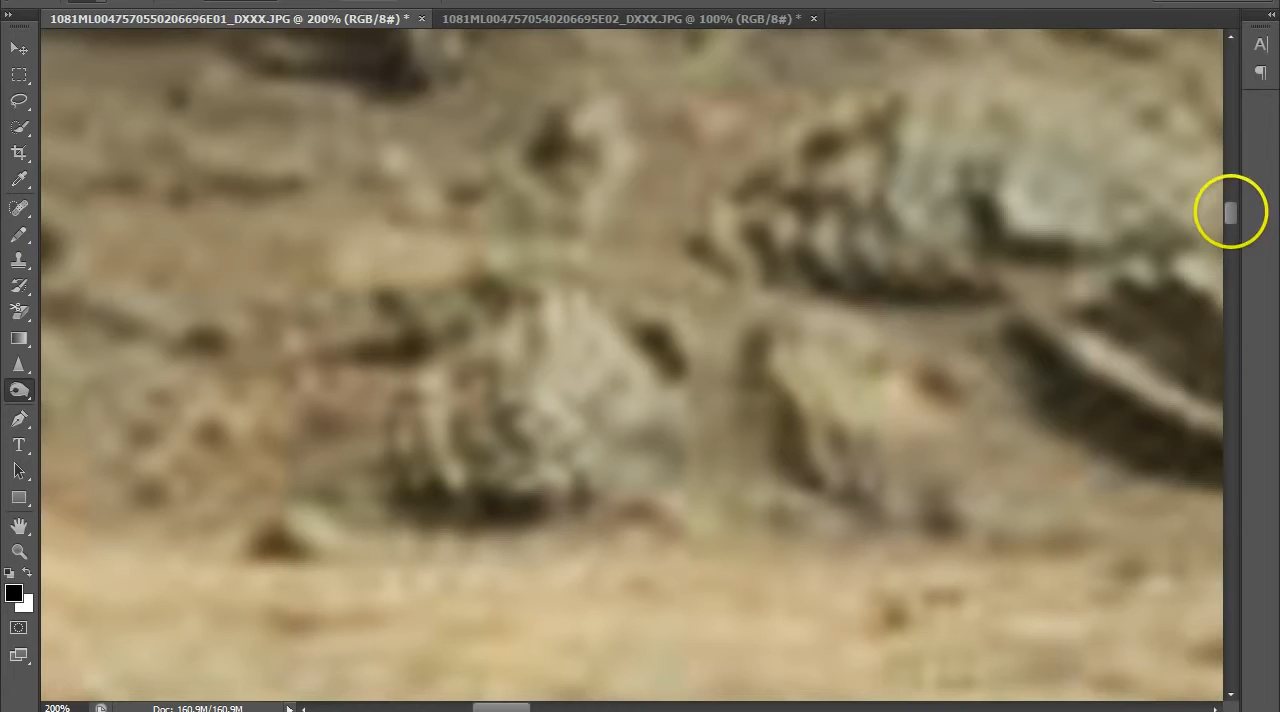 1081ML0047570550206696E01_DXXX.JPG @ 200% (RGB/8#) * × 1081ML0047570540206695E02_DXXX.JPG @ 100% (RGB/8#) * ×
A
T
200% Doc: 160.9M/160.9M